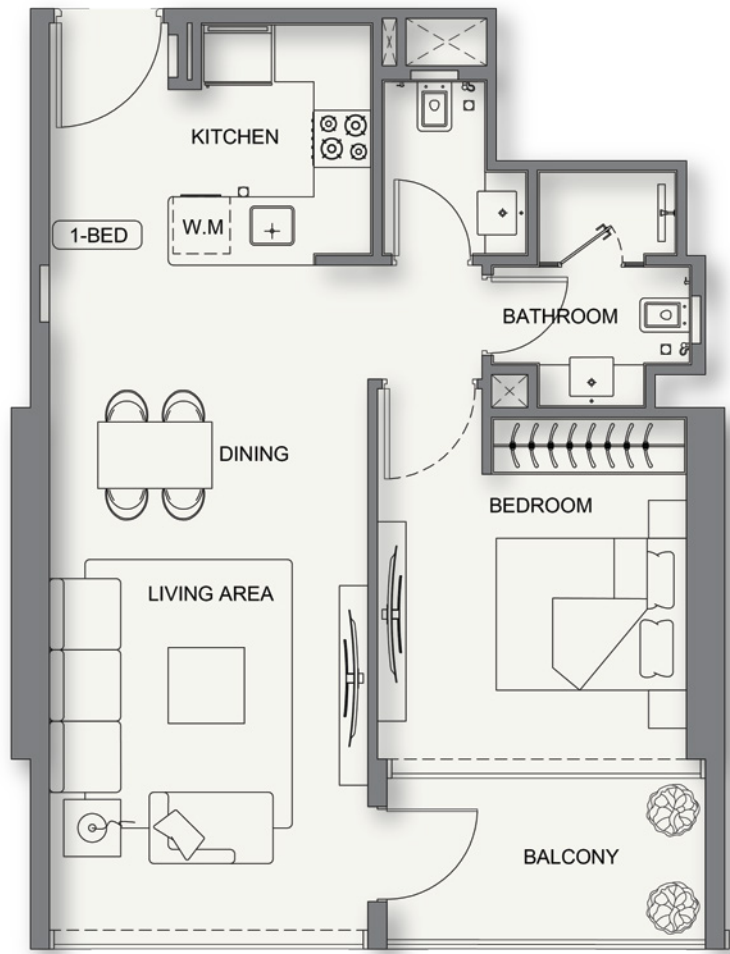 KITCHEN
W.M
1-BED
BATHROOM
DINING
BEDROOM
LIVING AREA
BALCONY